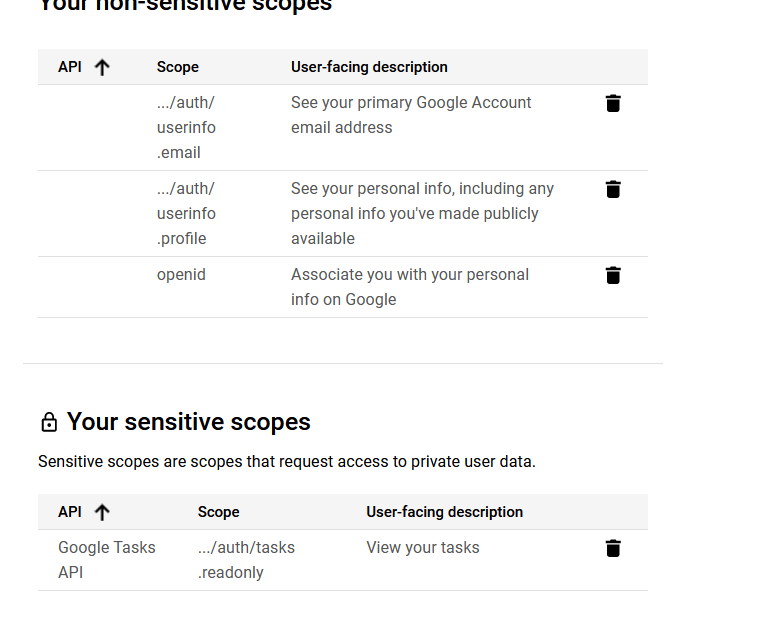 Your non-sensitive scopes
API Scope User-facing description
.../auth/ See your primary Google Account
userinfo email address
.email
.../auth/ See your personal info, including any
userinfo personal info you've made publicly
.profile available
openid Associate you with your personal
info on Google
Your sensitive scopes
Sensitive scopes are scopes that request access to private user data.
API Scope User-facing description
Google Tasks .../auth/tasks View your tasks
API .readonly